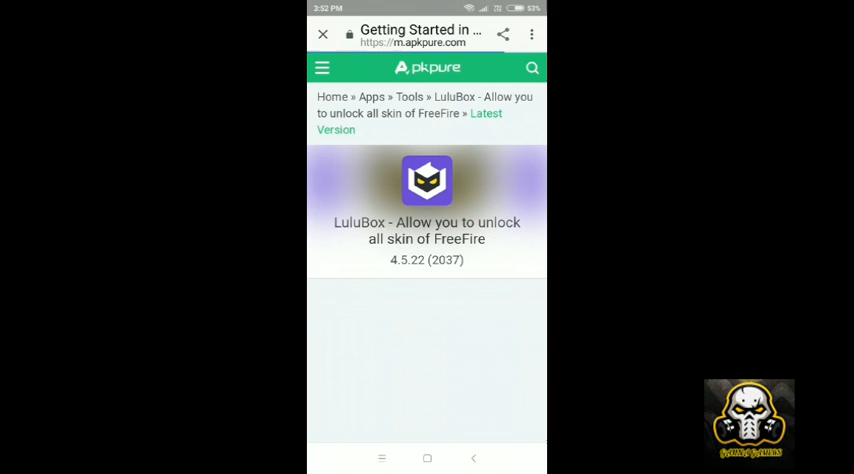 3:52 PM 53%
Getting Started in ...
https://m.apkpure.com
Apkpure
Home » Apps » Tools » LuluBox - Allow you
to unlock all skin of FreeFire » Latest
Version
LuluBox - Allow you to unlock
all skin of FreeFire
4.5.22 (2037)